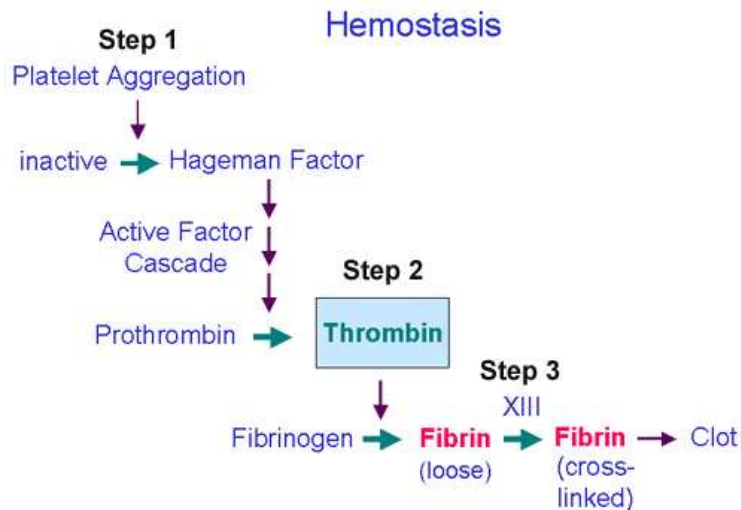 Hemostasis
Step 1
Platelet Aggregation
inactive
Hageman Factor
Active Factor
Cascade
Step 2
Prothrombin
Thrombin
Step 3
XIII
Fibrinogen
Fibrin
(loose)
Fibrin
(cross-
linked)
Clot